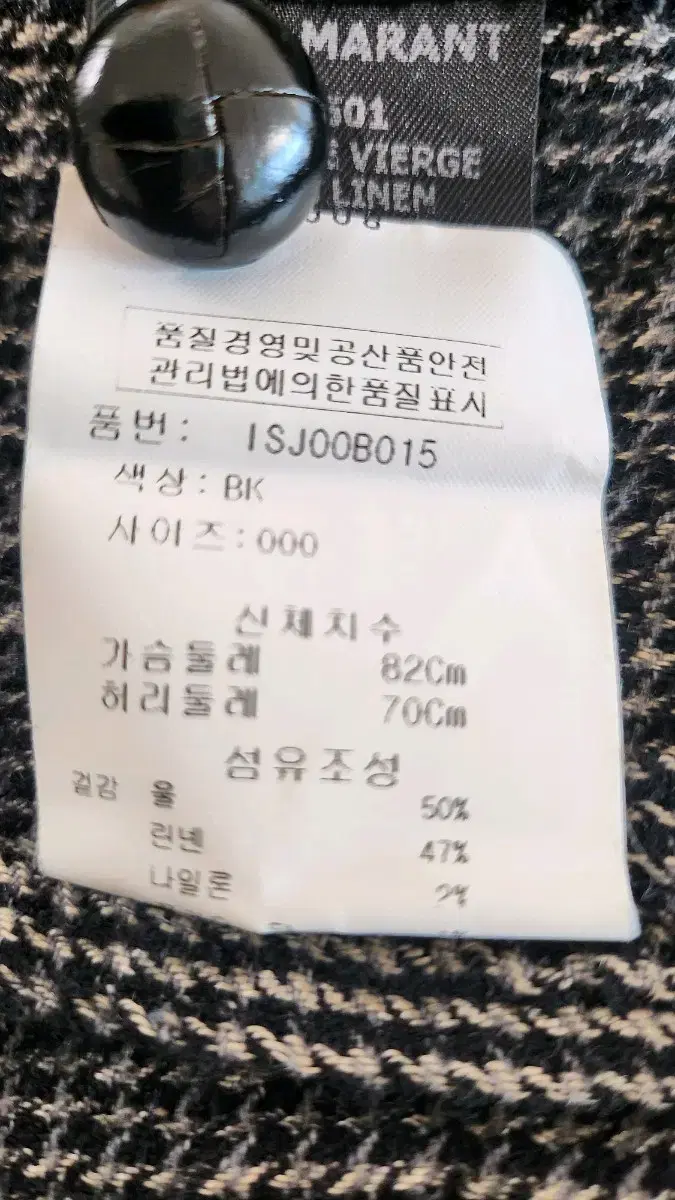 MARANT
601
VIERGE
LINEN
품질경영및공산품안전
관리법에의한품질표시
품번: ISJ00B015
색상: BK
사이즈: 000
신체치수
가슴둘레 82Cm
허리둘레 70Cm
섬유조성
겉감 울 50%
린넨 47%
나일론 2%